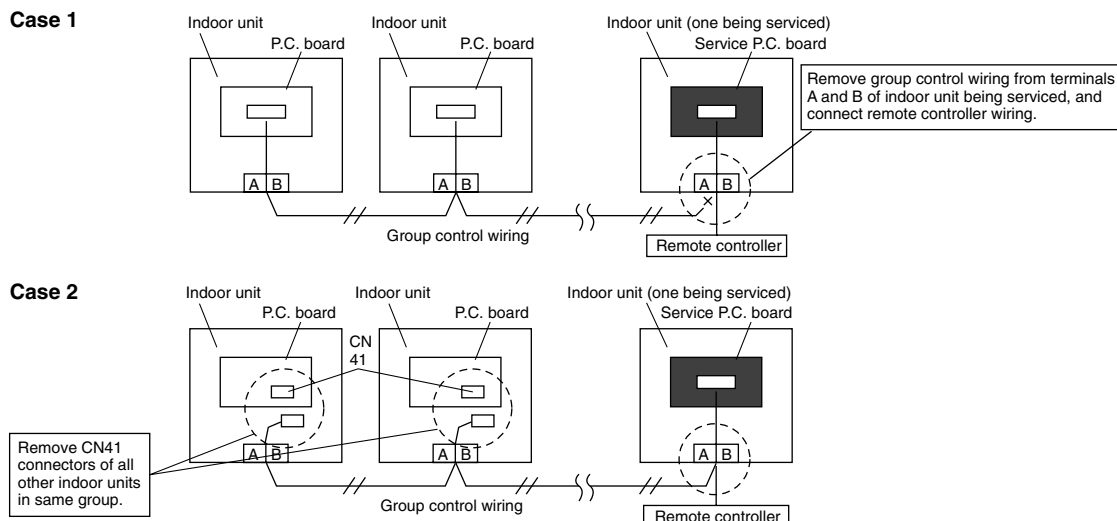 Case 1
Indoor unit
P.C. board
Indoor unit
P.C. board
Indoor unit (one being serviced)
Service P.C. board
Remove group control wiring from terminals
A and B of indoor unit being serviced, and
connect remote controller wiring.
A B
A B
A B
Group control wiring
Remote controller
Case 2
Indoor unit
P.C. board
CN
41
Indoor unit
P.C. board
Indoor unit (one being serviced)
Service P.C. board
Remove CN41
connectors of all
other indoor units
in same group.
A B
A B
A B
Group control wiring
Remote controller